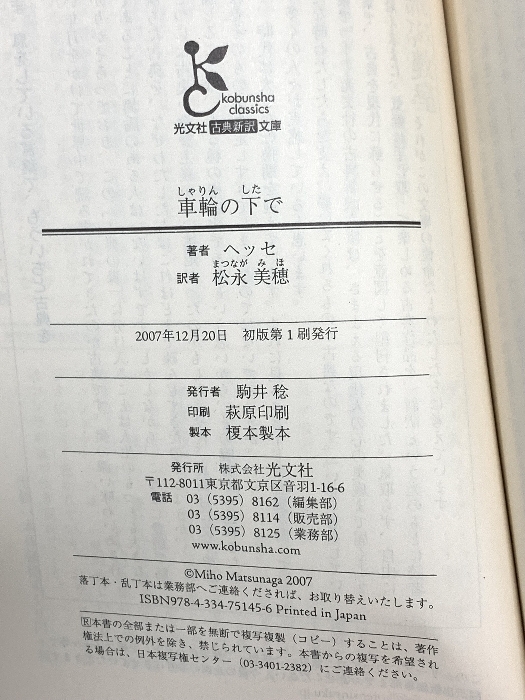 kobunsha
classics
光文社古典新訳文庫
しゃりん した
車輪の下で
著者 ヘッセ
まつなが み ほ
訳者 松永 美穂
2007年12月20日 初版第1刷発行
発行者 駒井 稔
印刷 萩原印刷
製本 榎本製本
発行所 株式会社光文社
〒112-8011東京都文京区音羽1-16-6
電話 03（5395）8162（編集部）
03（5395）8114（販売部）
03（5395）8125（業務部）
www.kobunsha.com
©Miho Matsunaga 2007
落丁本・乱丁本は業務部へご連絡くだされば、お取り替えいたします。
ISBN978-4-334-75145-6 Printed in Japan
Ⓡ本書の全部または一部を無断で複写複製（コピー）することは、著作
権法上での例外を除き、禁じられています。本書からの複写を希望され
る場合は、日本複写権センター（03-3401-2382）にご連絡ください。